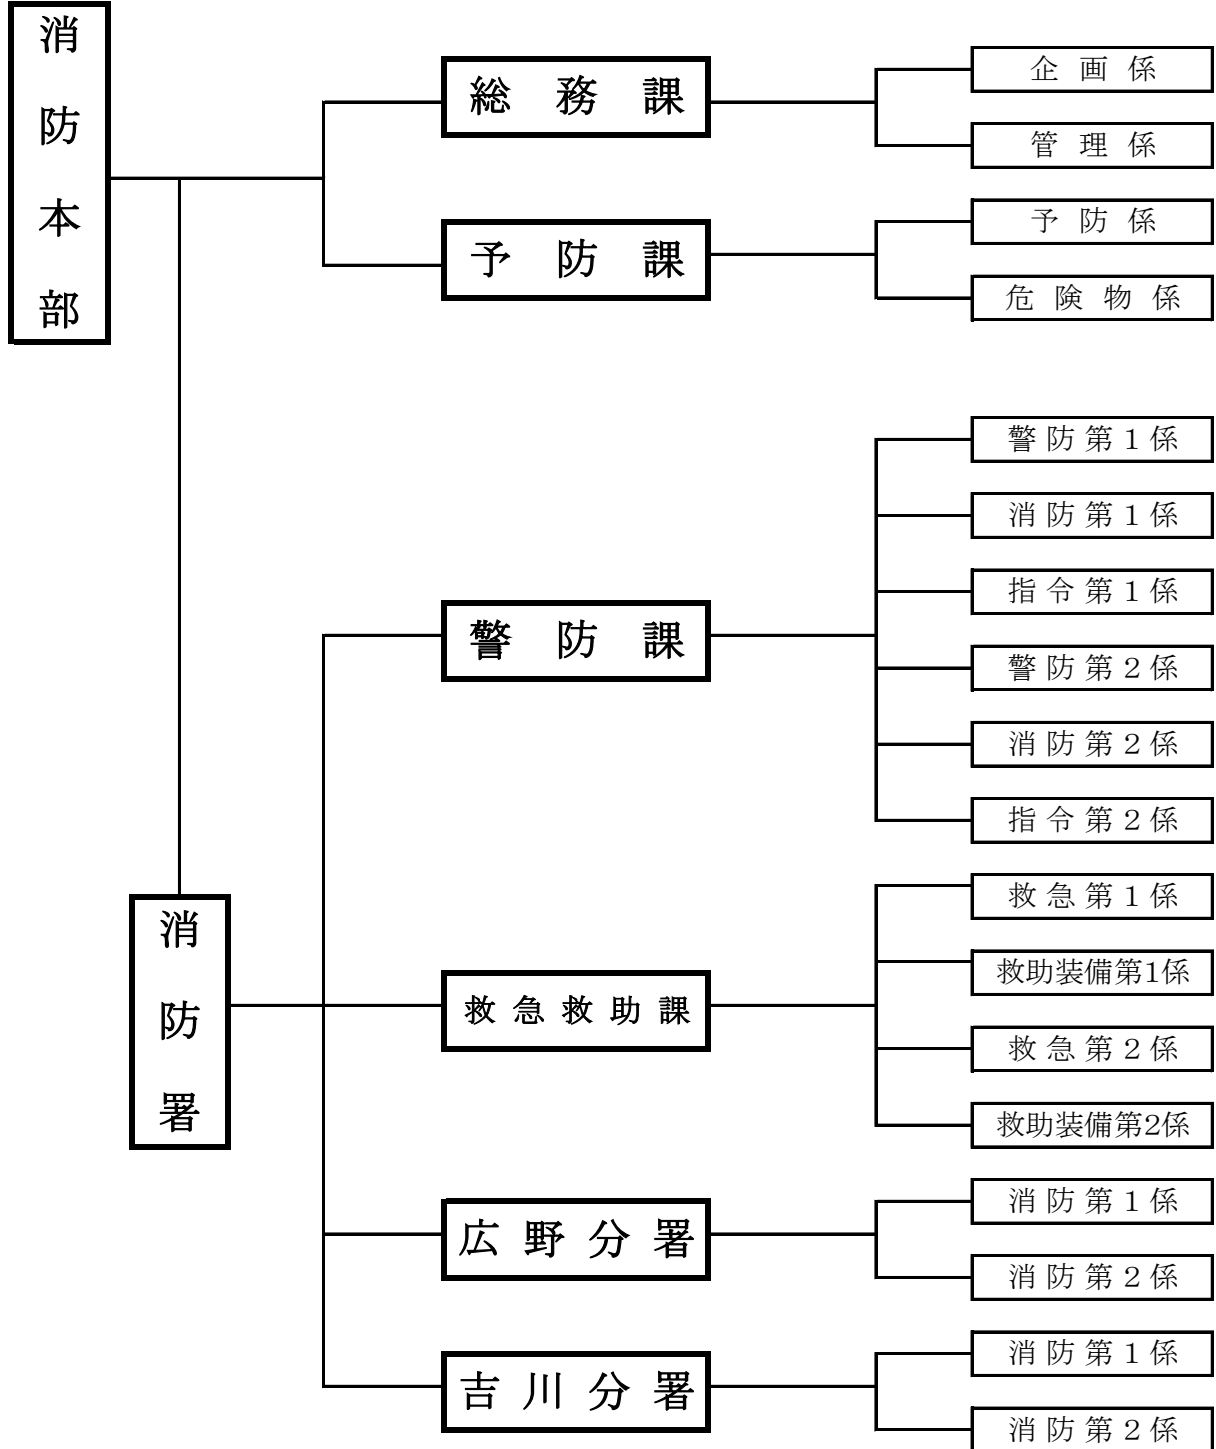 消防本部
総務課
企画係
管理係
予防課
予防係
危険物係
消防署
警防課
警防第1係
消防第1係
指令第1係
警防第2係
消防第2係
指令第2係
救急救助課
救急第1係
救助装備第1係
救急第2係
救助装備第2係
広野分署
消防第1係
消防第2係
吉川分署
消防第1係
消防第2係